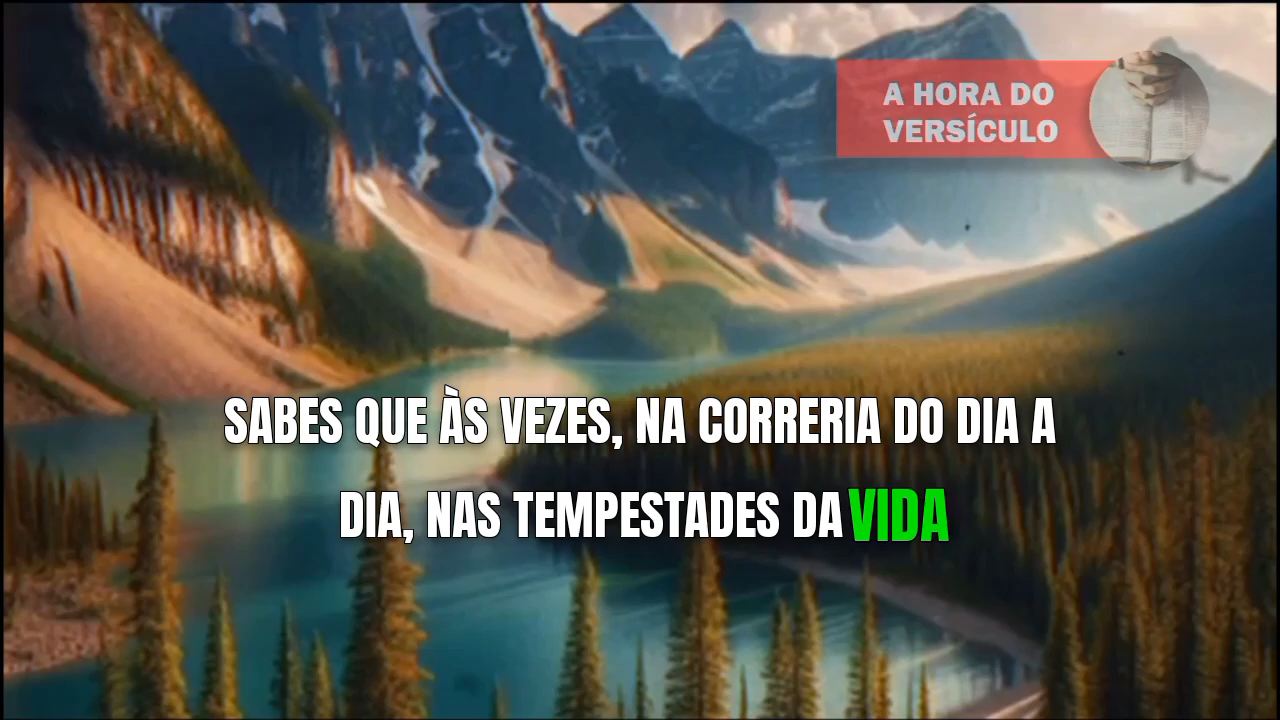 A HORA DO
VERSÍCULO
SABES QUE ÀS VEZES, NA CORRERIA DO DIA A
DIA, NAS TEMPESTADES DA VIDA